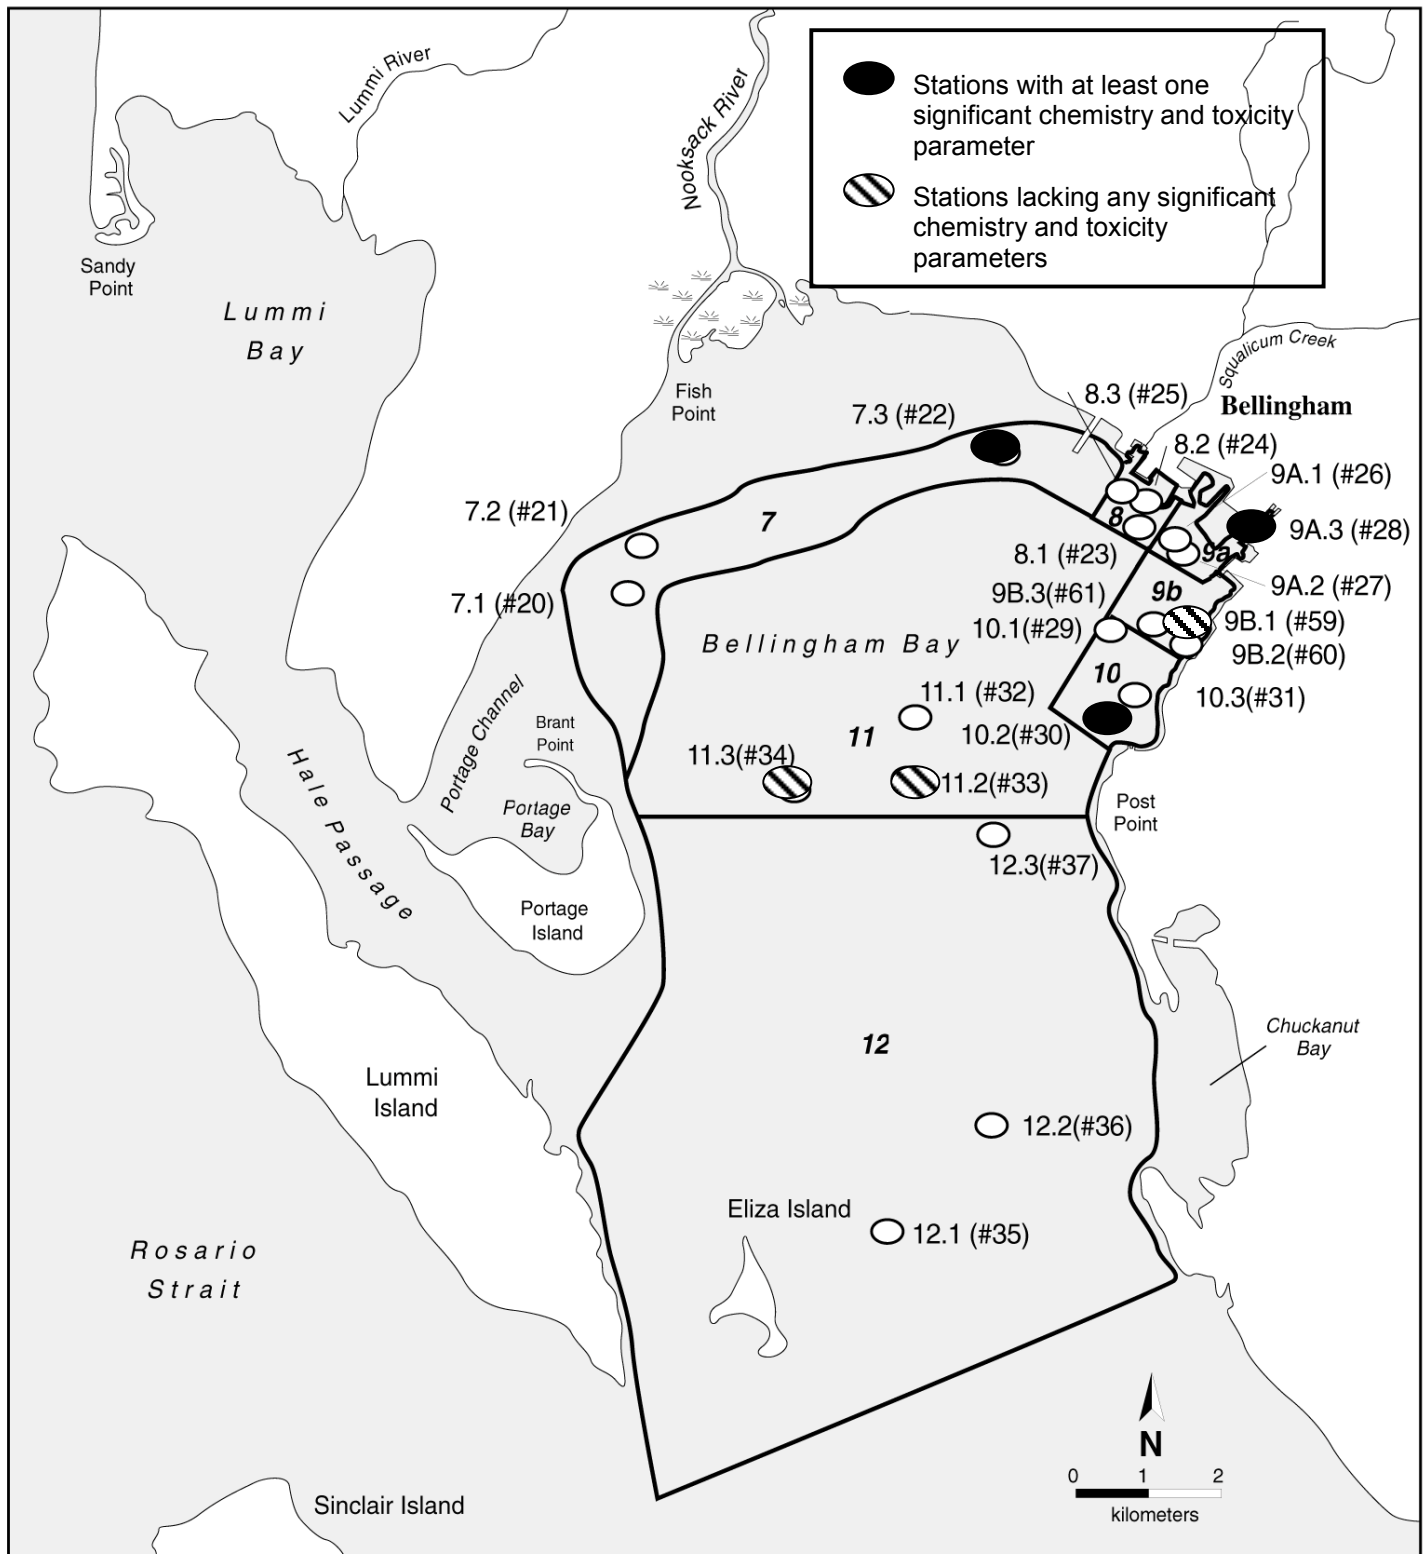 Lummi River
Nooksack River
Stations with at least one
significant chemistry and toxicity
parameter
Stations lacking any significant
chemistry and toxicity
parameters
Sandy
Point
Lummi
Bay
Squalicum Creek
Fish
Point
8.3 (#25)
Bellingham
7.3 (#22)
8.2 (#24)
9A.1 (#26)
7.2 (#21)
7
8
9A.3 (#28)
8.1 (#23)
9a
9A.2 (#27)
7.1 (#20)
9B.3(#61)
9b
10.1(#29)
9B.1 (#59)
Bellingham Bay
9B.2(#60)
10
11.1 (#32)
10.3(#31)
Portage Channel
Brant
Point
11
10.2(#30)
11.3(#34)
11.2(#33)
Hale Passage
Portage
Bay
Post
Point
12.3(#37)
Portage
Island
12
Chuckanut
Bay
Lummi
Island
12.2(#36)
Eliza Island
12.1 (#35)
Rosario
Strait
N
0 1 2
kilometers
Sinclair Island